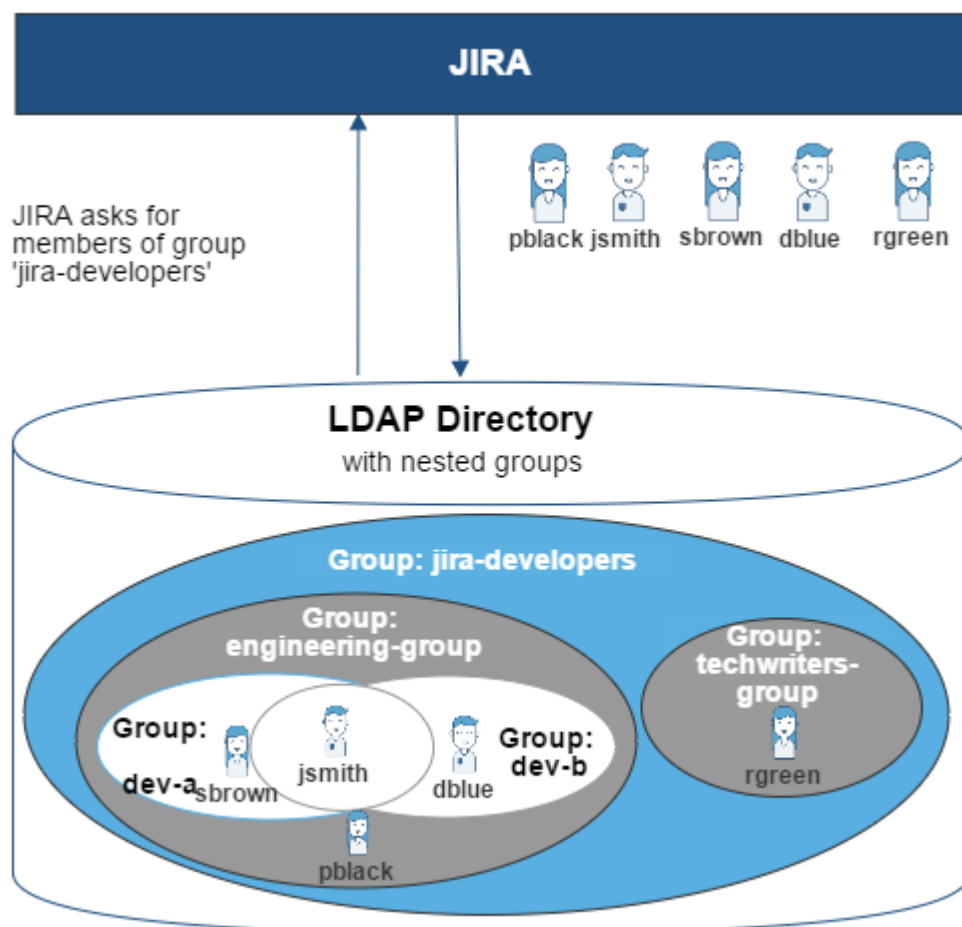 JIRA
JIRA asks for
members of group
'jira-developers'
pblack jsmith sbrown dblue rgreen
LDAP Directory
with nested groups
Group: jira-developers
Group:
engineering-group
Group:
techwriters-
group
Group:
dev-a
sbrown
jsmith
dblue
Group:
dev-b
rgreen
pblack